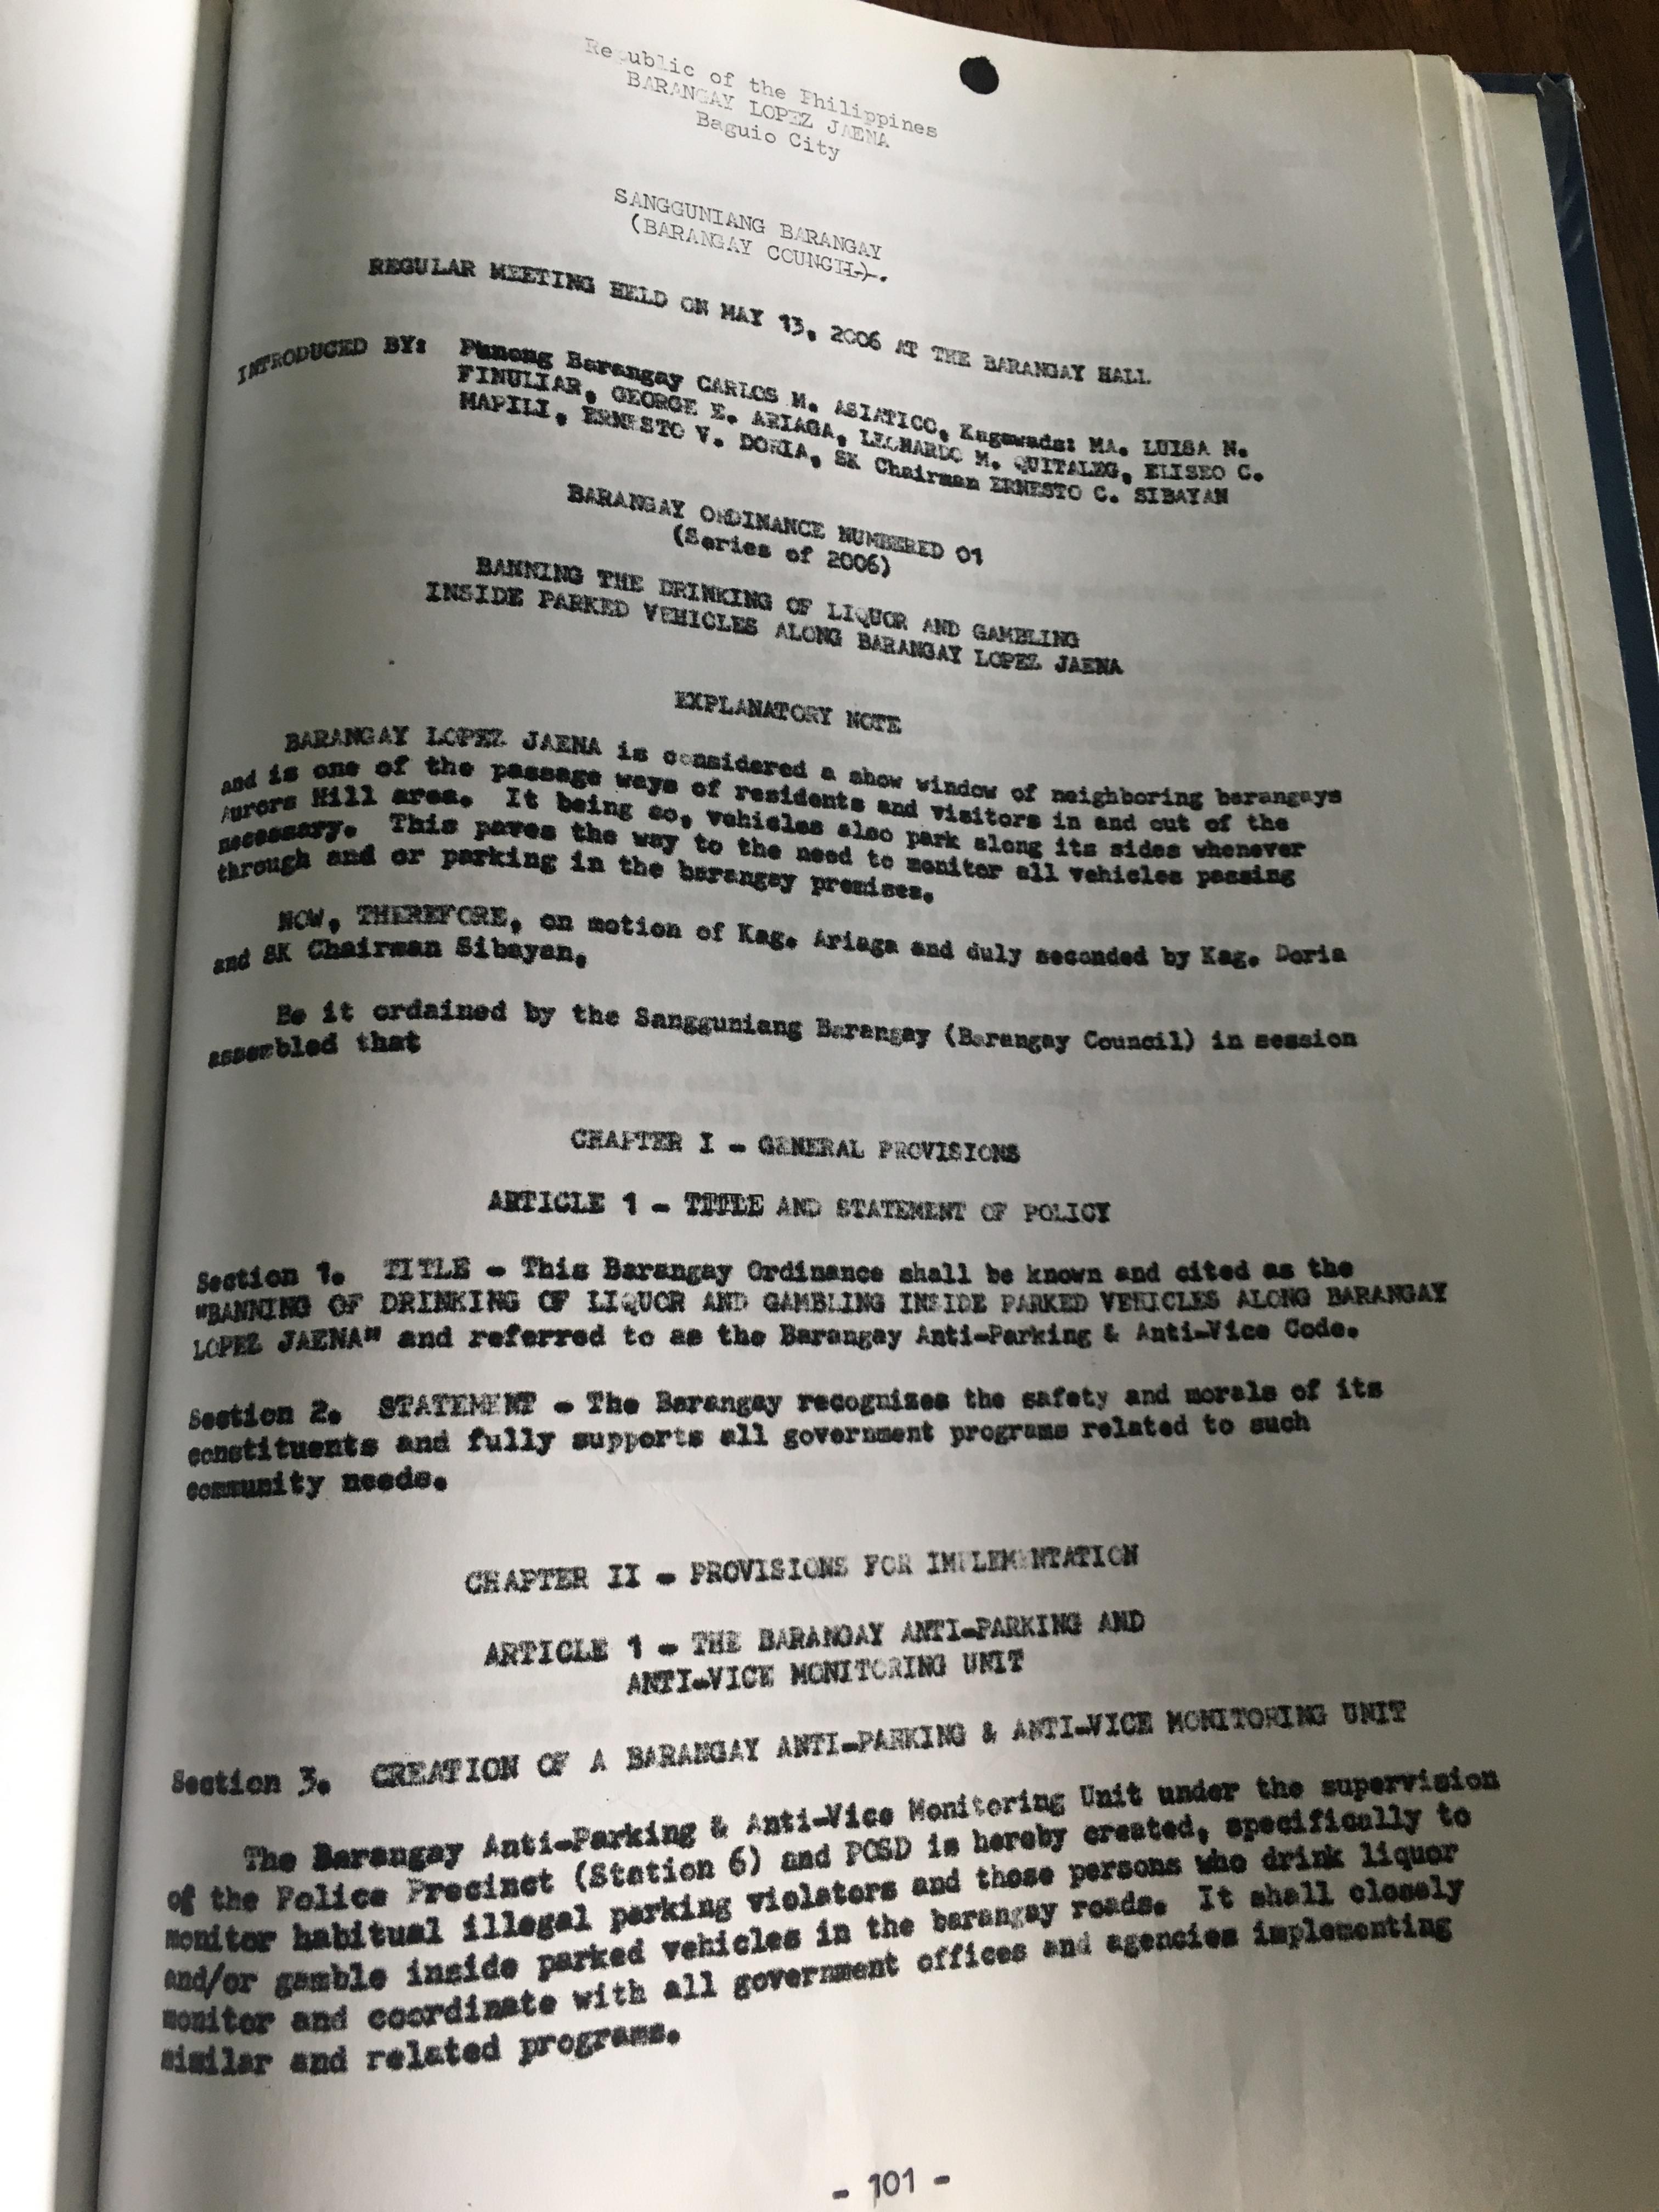 Republic of the Philippines
BARANGAY LOPEZ JAENA
Baguio City
SANGGUNIANG BARANGAY
(BARANGAY COUNCIL).
REGULAR MEETING HELD ON MAY 13, 2006 AT THE BARANGAY HALL
INTRODUCED BY: Punong Barangay CARLOS M. ASIATICO, Kagawads: MA. LUISA N.
FINULIAR, GEORGE E. ARIAGA, LEONARDO M. QUITALEG, ELISEO C.
MAPILI, ERNESTO V. DORIA, SK Chairman ERNESTO C. SIBAYAN
BARANGAY ORDINANCE NUMBERED 01
(Series of 2006)
BANNING THE DRINKING OF LIQUOR AND GAMBLING
INSIDE PARKED VEHICLES ALONG BARANGAY LOPEZ JAENA
EXPLANATORY NOTE
BARANGAY LOPEZ JAENA is considered a show window of neighboring barangays
and is one of the passage ways of residents and visitors in and out of the
Aurora Hill area. It being so, vehicles also park along its sides whenever
necessary. This paves the way to the need to monitor all vehicles passing
through and or parking in the barangay premises.
NOW, THEREFORE, on motion of Kag. Ariaga and duly seconded by Kag. Doria
and SK Chairman Sibayan,
Be it ordained by the Sangguniang Barangay (Barangay Council) in session
assembled that
CHAPTER I - GENERAL PROVISIONS
ARTICLE 1 - TITLE AND STATEMENT OF POLICY
Section 1. TITLE - This Barangay Ordinance shall be known and cited as the
"BANNING OF DRINKING OF LIQUOR AND GAMBLING INSIDE PARKED VEHICLES ALONG BARANGAY
LOPEZ JAENA" and referred to as the Barangay Anti-Parking & Anti-Vice Code.
Section 2. STATEMENT - The Barangay recognizes the safety and morals of its
constituents and fully supports all government programs related to such
community needs.
CHAPTER II - PROVISIONS FOR IMPLEMENTATION
ARTICLE 1 - THE BARANGAY ANTI-PARKING AND
ANTI-VICE MONITORING UNIT
Section 3. CREATION OF A BARANGAY ANTI-PARKING & ANTI-VICE MONITORING UNIT
The Barangay Anti-Parking & Anti-Vice Monitoring Unit under the supervision
of the Police Precinct (Station 6) and POSD is hereby created, specifically to
monitor habitual illegal parking violators and those persons who drink liquor
and/or gamble inside parked vehicles in the barangay roads. It shall closely
monitor and coordinate with all government offices and agencies implementing
similar and related programs.
- 101 -